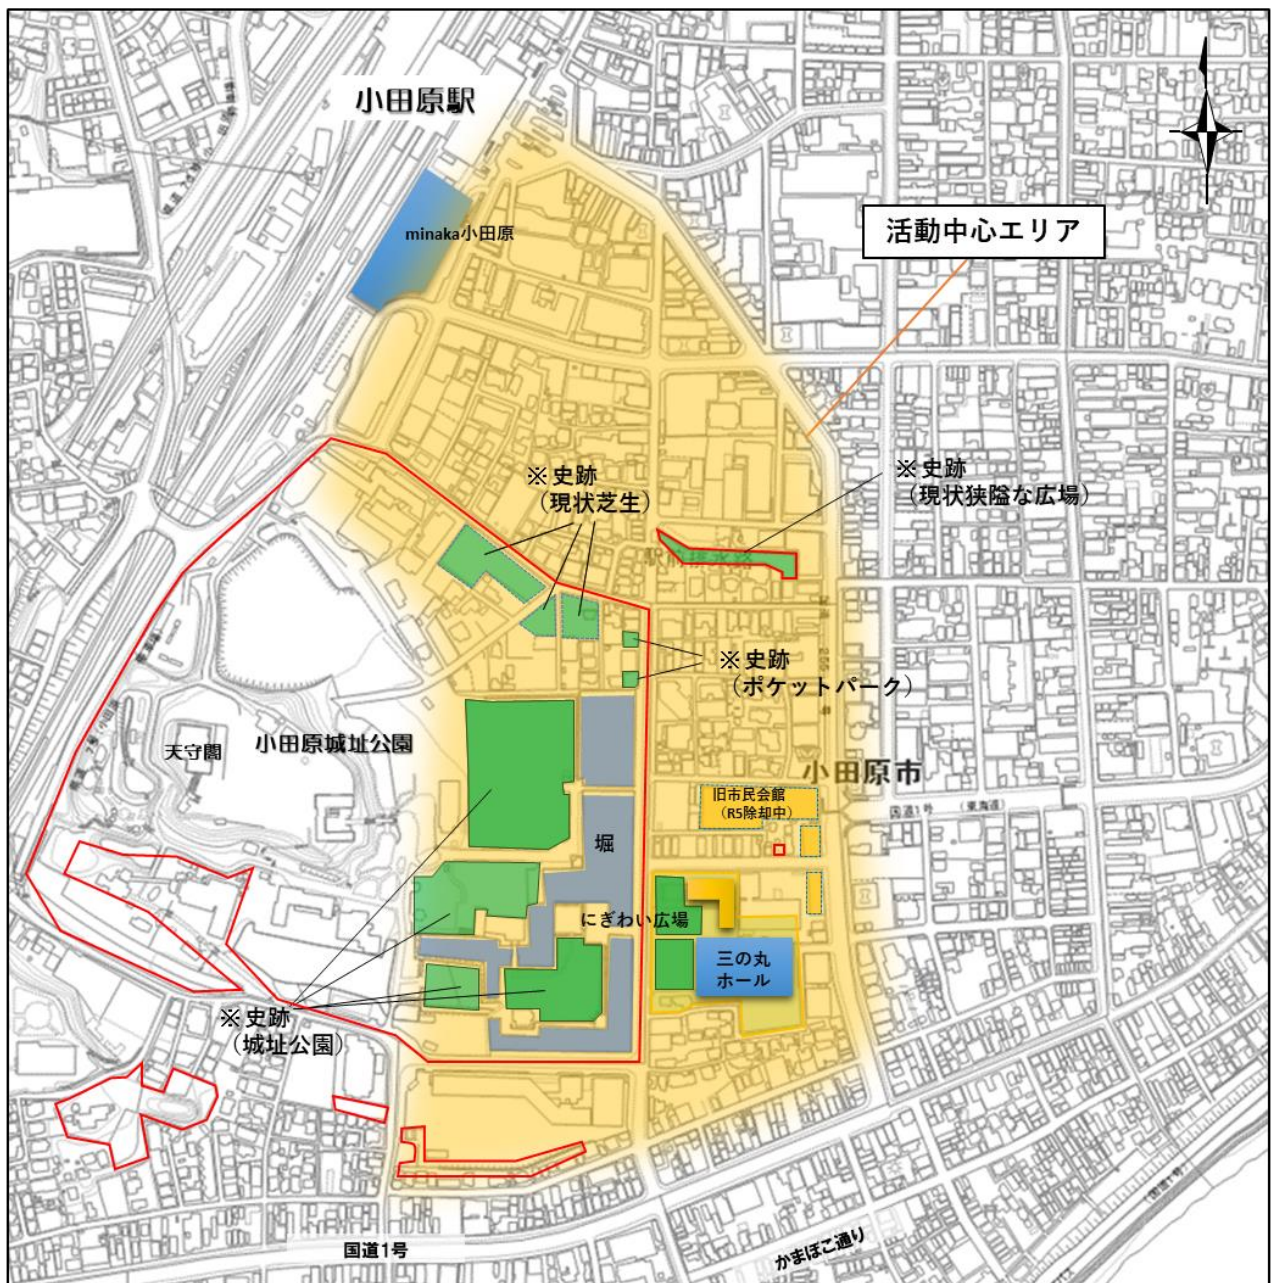 小田原駅
minaka小田原
活動中心エリア
※史跡
（現状芝生）
※史跡
（現状狭隘な広場）
※史跡
（ポケットパーク）
小田原城址公園
天守閣
小田原市
旧市民会館
（R5除却中）
国道1号
（東海道）
堀
にぎわい広場
三の丸
ホール
※史跡
（城址公園）
国道1号
かまぼこ通り